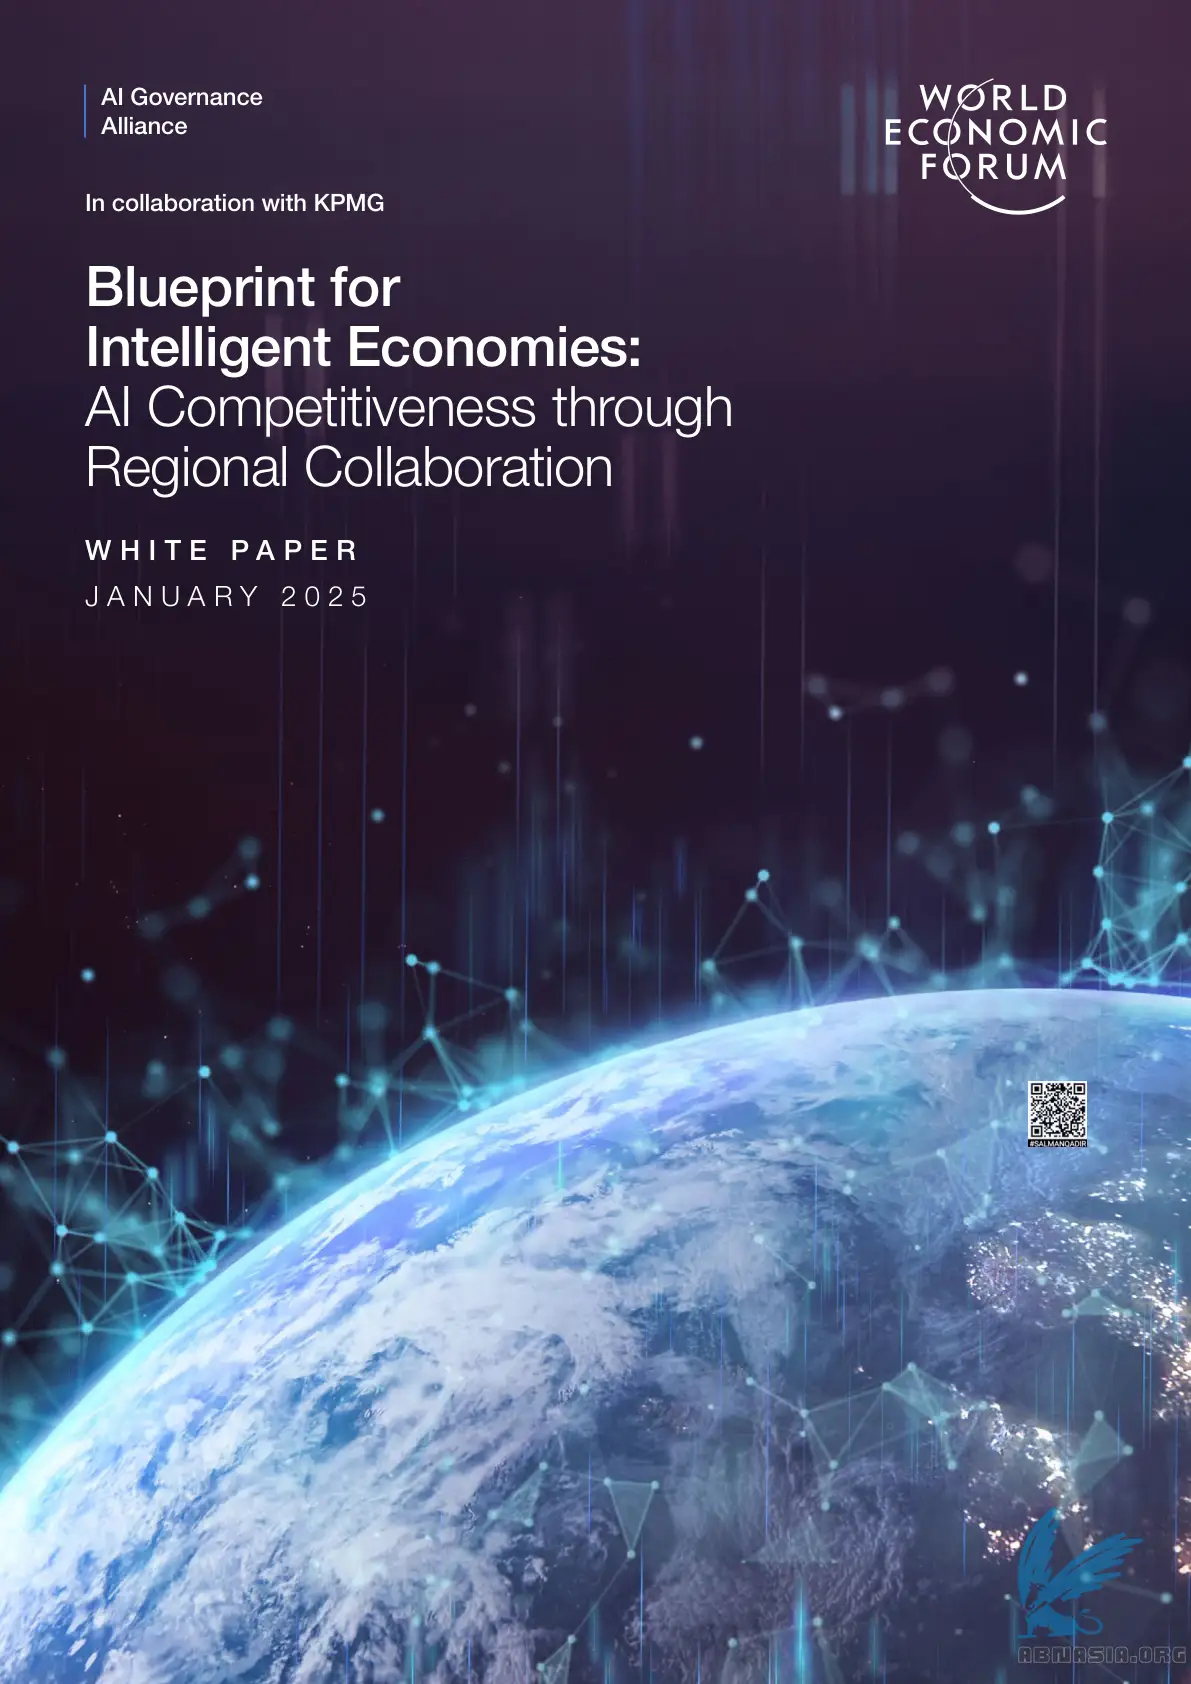 AI Governance
Alliance
WORLD
ECONOMIC
FORUM
In collaboration with KPMG
Blueprint for
Intelligent Economies:
AI Competitiveness through
Regional Collaboration
WHITE PAPER
JANUARY 2025
#SALMANQADIR
ABNASIA.ORG